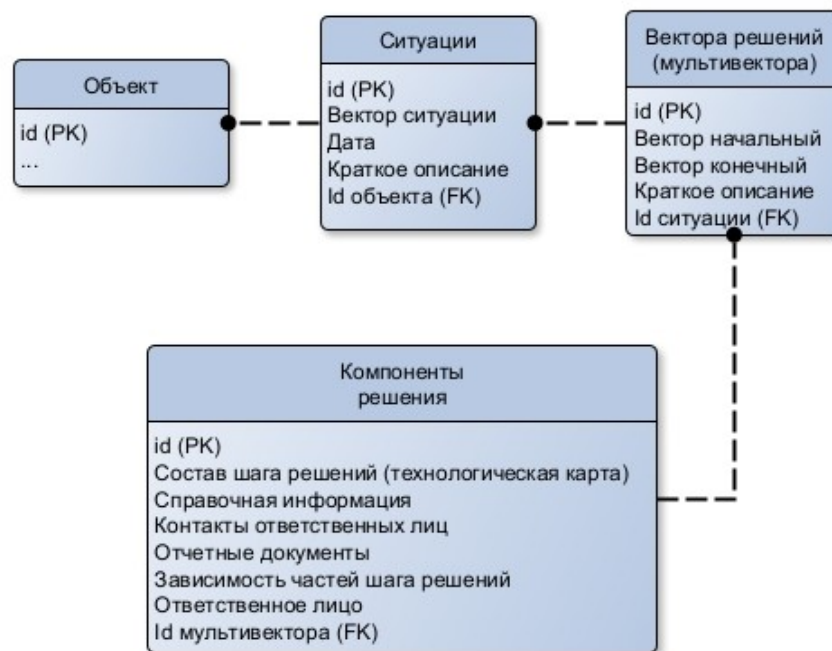 Объект
id (PK)
...
Ситуации
id (PK)
Вектор ситуации
Дата
Краткое описание
Id объекта (FK)
Вектора решений
(мультивектора)
id (PK)
Вектор начальный
Вектор конечный
Краткое описание
Id ситуации (FK)
Компоненты
решения
id (PK)
Состав шага решений (технологическая карта)
Справочная информация
Контакты ответственных лиц
Отчетные документы
Зависимость частей шага решений
Ответственное лицо
Id мультивектора (FK)